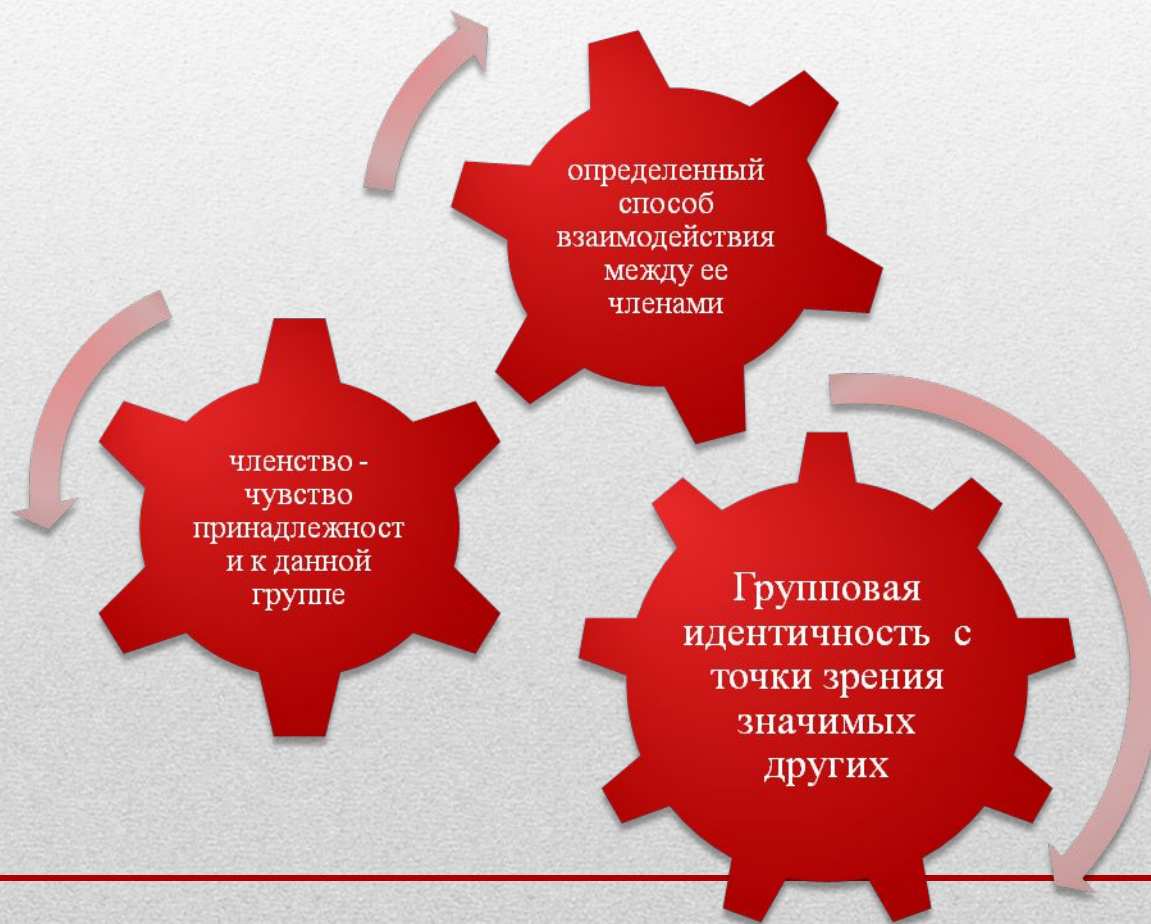 определенный
способ
взаимодействия
между ее
членами
членство -
чувство
принадлежност
и к данной
группе
Групповая
идентичность с
точки зрения
значимых
других